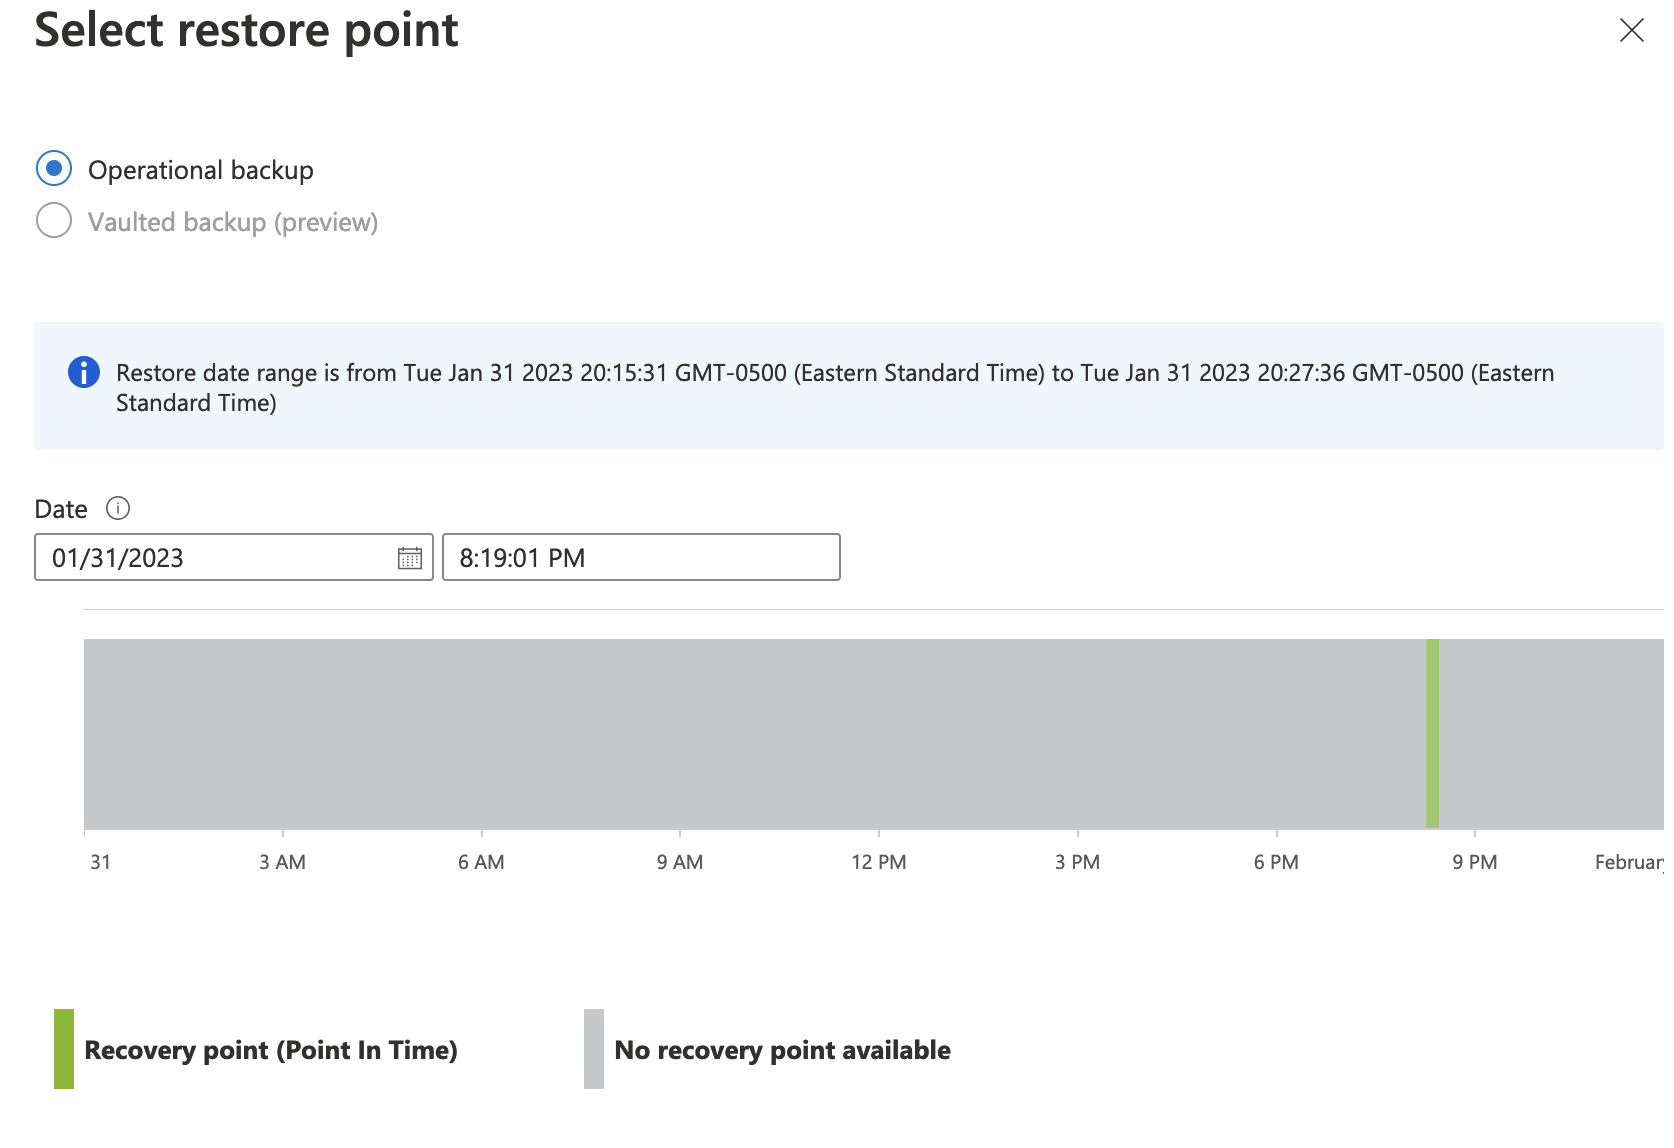 Select restore point
Operational backup
Vaulted backup (preview)
Restore date range is from Tue Jan 31 2023 20:15:31 GMT-0500 (Eastern Standard Time) to Tue Jan 31 2023 20:27:36 GMT-0500 (Eastern
Standard Time)
Date
01/31/2023 8:19:01 PM
31 3 AM 6 AM 9 AM 12 PM 3 PM 6 PM 9 PM February
Recovery point (Point In Time) No recovery point available